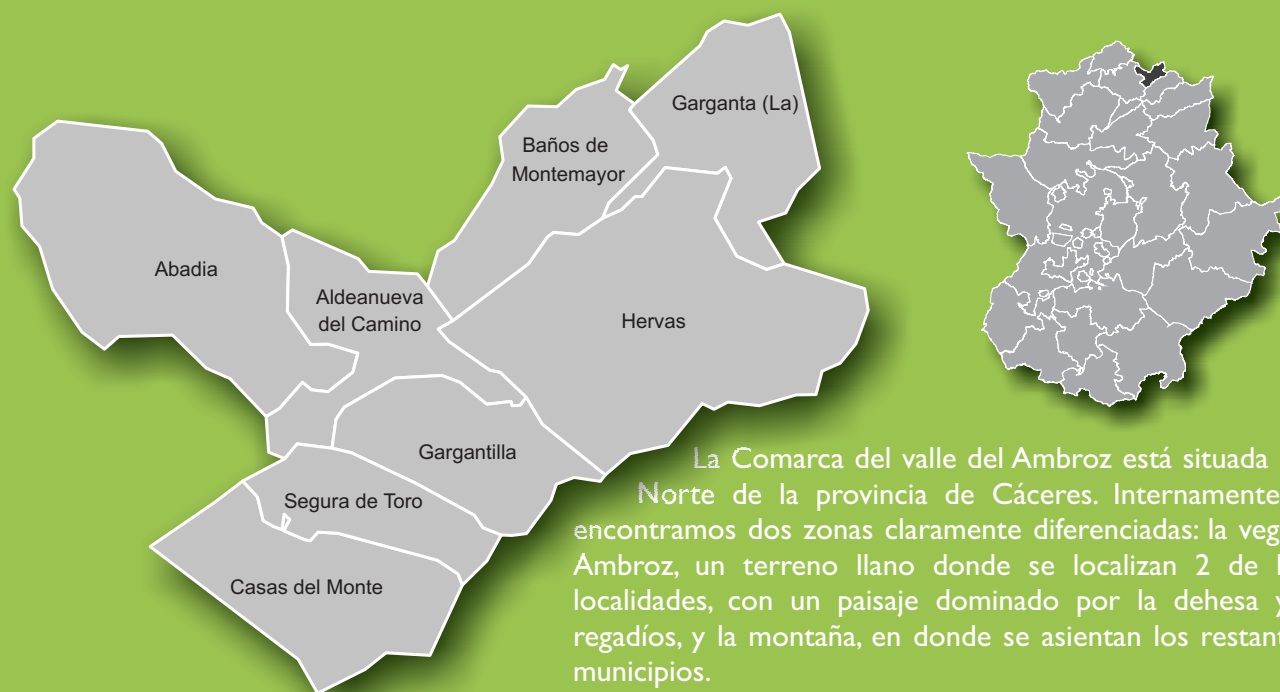 Garganta (La)
Baños de
Montemayor
Abadia
Aldeanueva
del Camino
Hervas
Gargantilla
Segura de Toro
Casas del Monte
La Comarca del valle del Ambroz está situada
Norte de la provincia de Cáceres. Internamente
encontramos dos zonas claramente diferenciadas: la
Ambroz, un terreno llano donde se localizan 2 de
localidades, con un paisaje dominado por la dehesa
regadíos, y la montaña, en donde se asientan los
municipios.